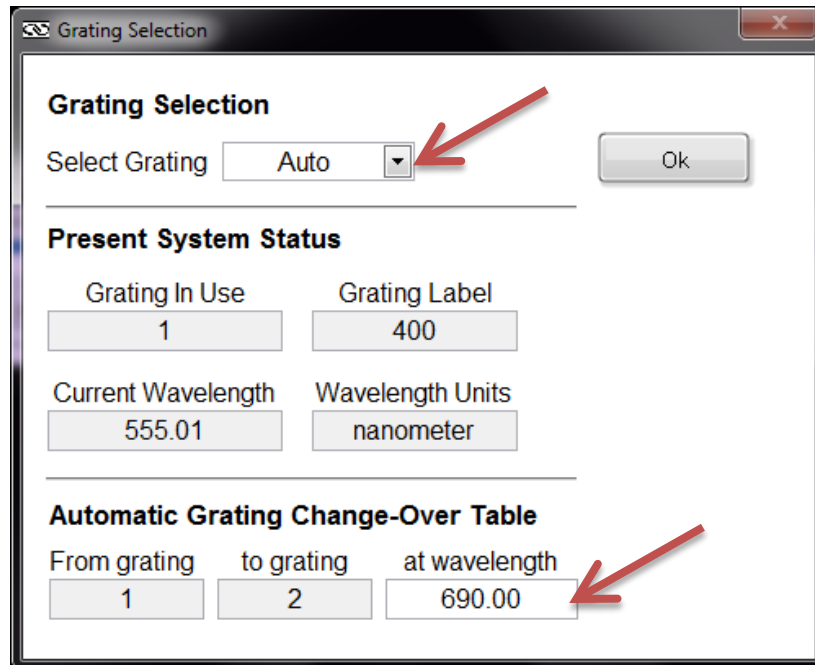 Grating Selection
Grating Selection
Select Grating Auto
Ok
Present System Status
Grating In Use Grating Label
1 400
Current Wavelength Wavelength Units
555.01 nanometer
Automatic Grating Change-Over Table
From grating to grating at wavelength
1 2 690.00